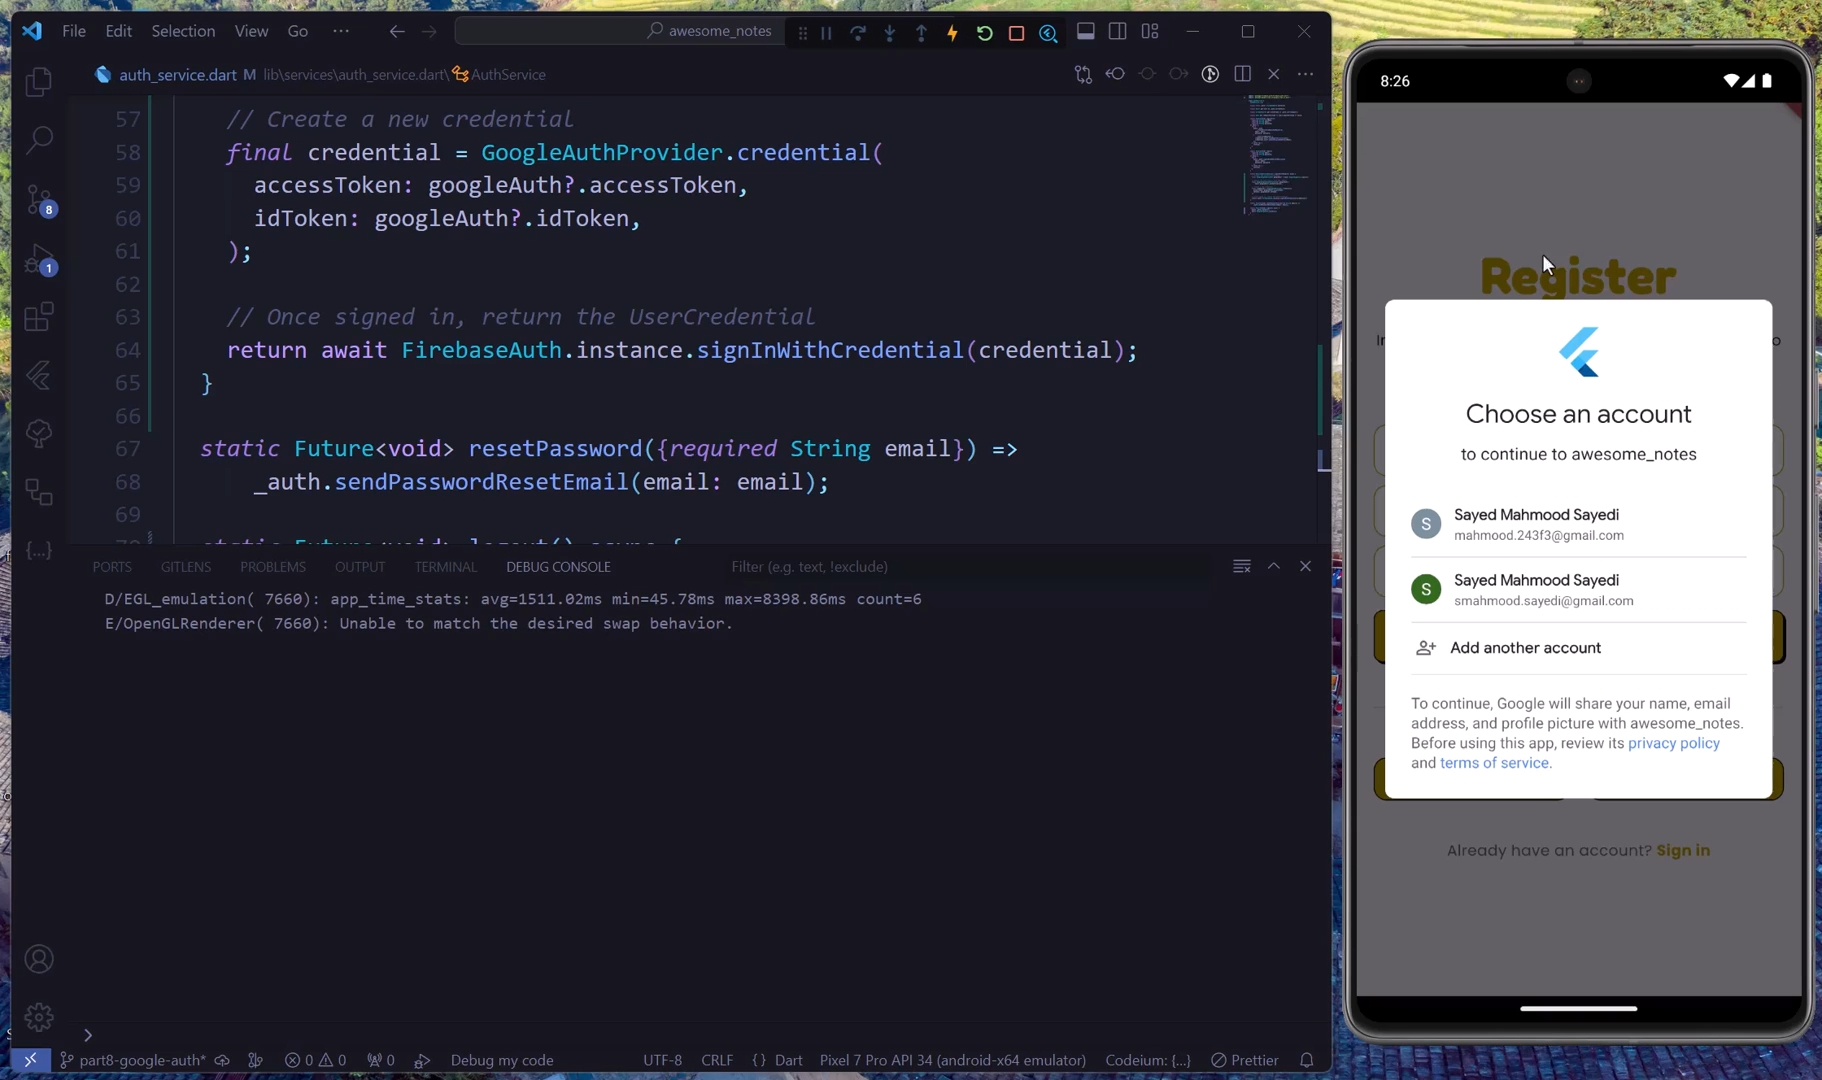 File Edit Selection View Go ··· awesome_notes
auth_service.dart M lib\services\auth_service.dart\ AuthService
57 // Create a new credential
58 final credential = GoogleAuthProvider.credential(
59 accessToken: googleAuth?.accessToken,
60 idToken: googleAuth?.idToken,
61 );
62
63 // Once signed in, return the UserCredential
64 return await FirebaseAuth.instance.signInWithCredential(credential);
65 }
66
67 static Future<void> resetPassword({required String email}) =>
68 _auth.sendPasswordResetEmail(email: email);
69
70 static Future<void> logout() async {
8
1
PORTS GITLENS PROBLEMS OUTPUT TERMINAL DEBUG CONSOLE Filter (e.g. text, !exclude)
D/EGL_emulation( 7660): app_time_stats: avg=1511.02ms min=45.78ms max=8398.86ms count=6
E/OpenGLRenderer( 7660): Unable to match the desired swap behavior.
part8-google-auth* 0 0 0 Debug my code UTF-8 CRLF {} Dart Pixel 7 Pro API 34 (android-x64 emulator) Codeium: {...} Prettier
8:26
Register
Choose an account
to continue to awesome_notes
S
Sayed Mahmood Sayedi
mahmood.243f3@gmail.com
S
Sayed Mahmood Sayedi
smahmood.sayedi@gmail.com
Add another account
To continue, Google will share your name, email
address, and profile picture with awesome_notes.
Before using this app, review its privacy policy
and terms of service.
Already have an account? Sign in